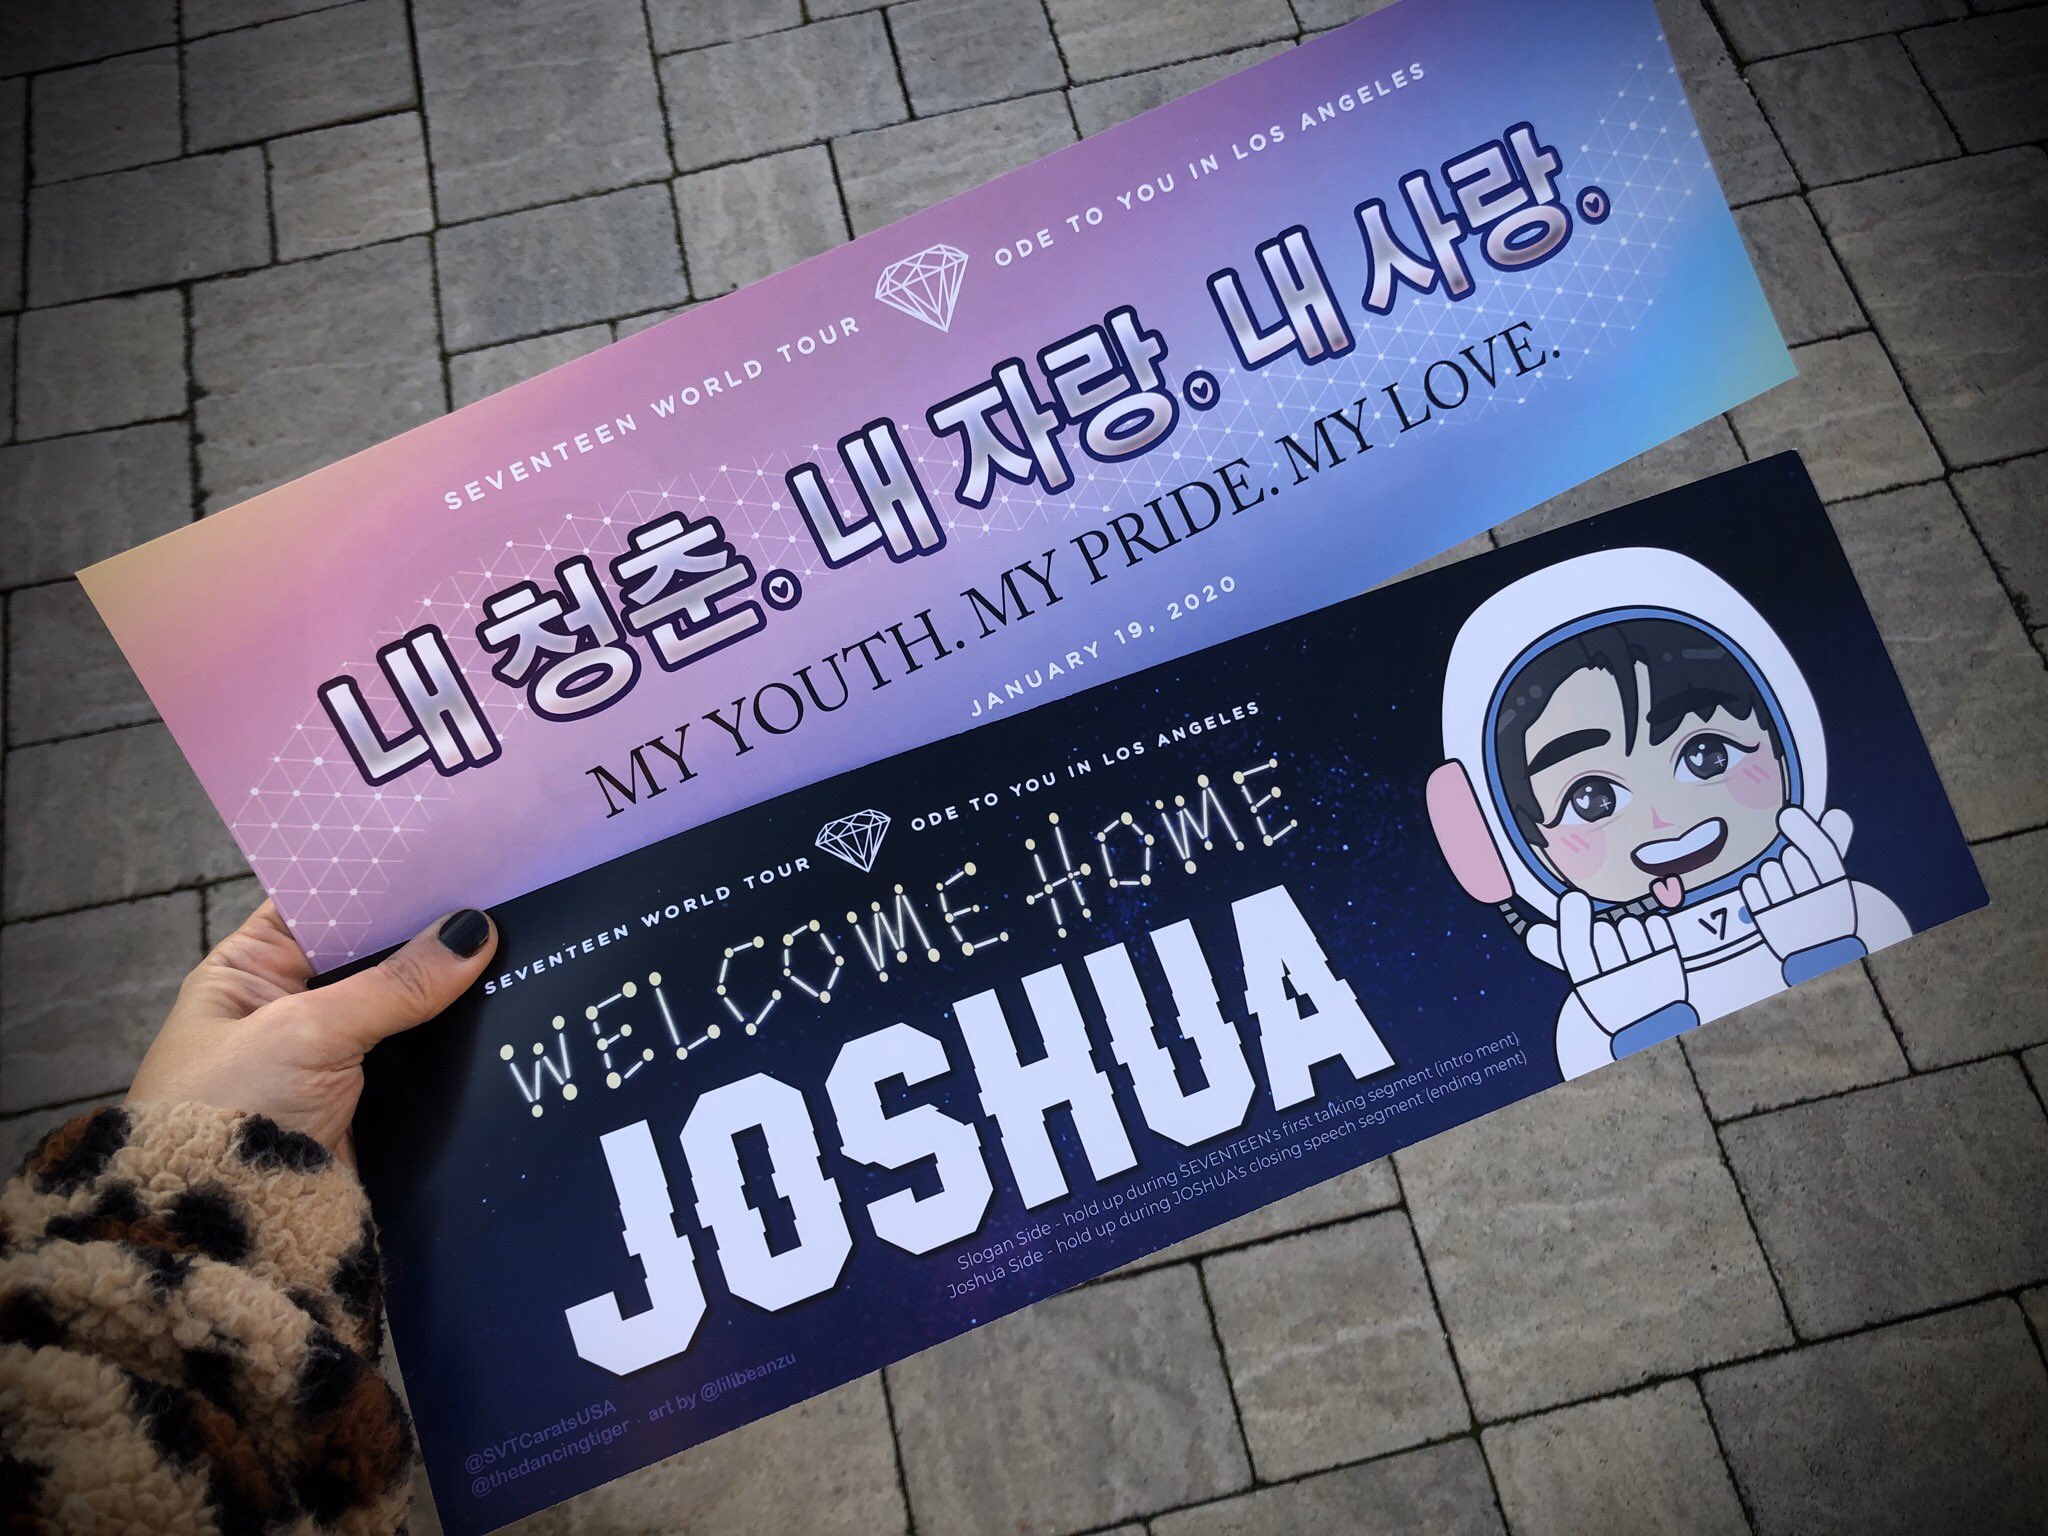 SEVENTEEN WORLD TOUR ODE TO YOU IN LOS ANGELES
내 청춘. 내 자랑. 내 사랑.
MY YOUTH. MY PRIDE. MY LOVE.
JANUARY 19, 2020
SEVENTEEN WORLD TOUR ODE TO YOU IN LOS ANGELES
WELCOME HOME
JOSHUA
Slogan Side - hold up during SEVENTEEN's first talking segment (intro ment)
Joshua Side - hold up during JOSHUA's closing speech segment (ending ment)
@SVTCaratsUSA
@thedancingtiger · art by @lilibeanzu